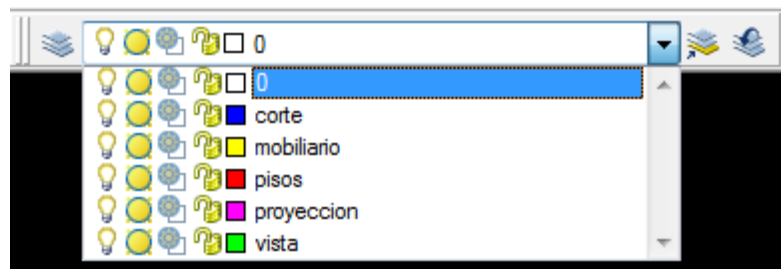 0
0
corte
mobiliario
pisos
proyeccion
vista